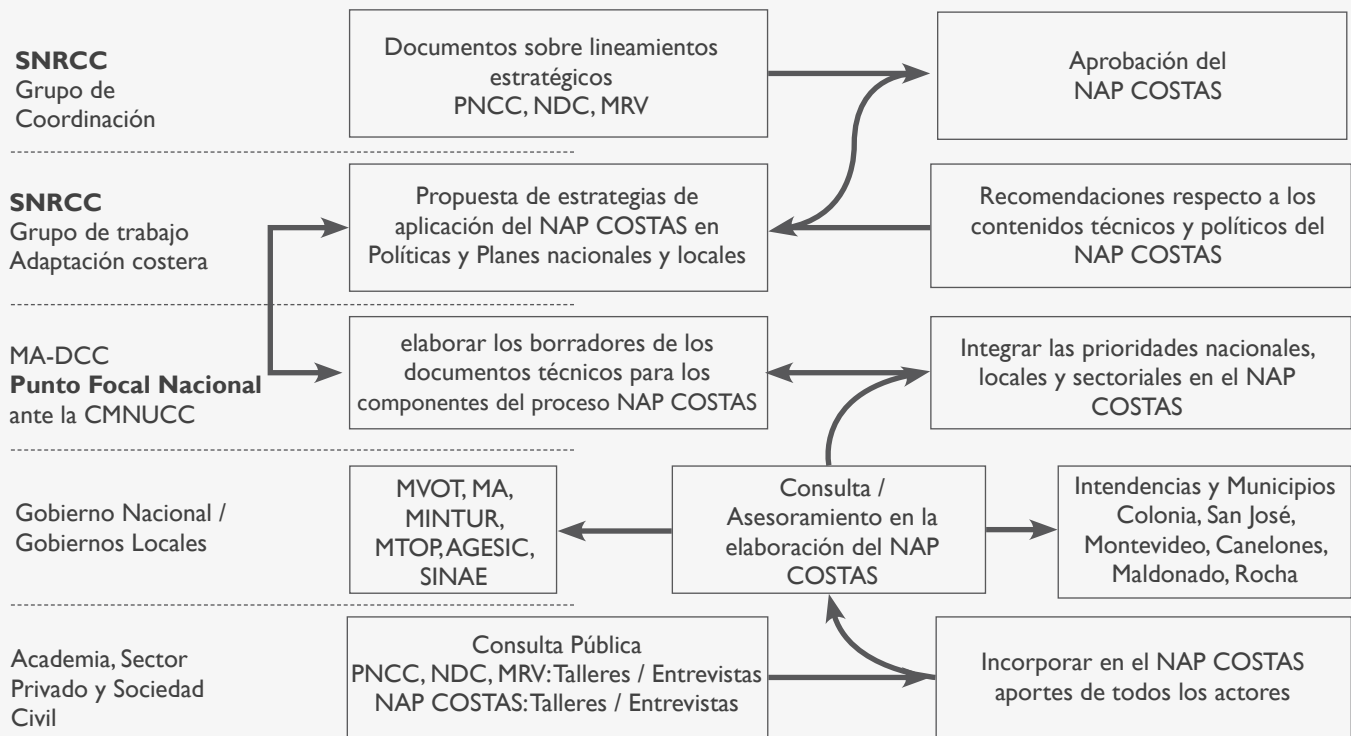 SNRCC
Grupo de
Coordinación
Documentos sobre lineamientos
estratégicos
PNCC, NDC, MRV
Aprobación del
NAP COSTAS
SNRCC
Grupo de trabajo
Adaptación costera
Propuesta de estrategias de
aplicación del NAP COSTAS en
Políticas y Planes nacionales y locales
Recomendaciones respecto a los
contenidos técnicos y políticos del
NAP COSTAS
MA-DCC
Punto Focal Nacional
ante la CMNUCC
elaborar los borradores de los
documentos técnicos para los
componentes del proceso NAP COSTAS
Integrar las prioridades nacionales,
locales y sectoriales en el NAP
COSTAS
Gobierno Nacional /
Gobiernos Locales
MVOT, MA,
MINTUR,
MTOP, AGESIC,
SINAE
Consulta /
Asesoramiento en la
elaboración del NAP
COSTAS
Intendencias y Municipios
Colonia, San José,
Montevideo, Canelones,
Maldonado, Rocha
Academia, Sector
Privado y Sociedad
Civil
Consulta Pública
PNCC, NDC, MRV: Talleres / Entrevistas
NAP COSTAS: Talleres / Entrevistas
Incorporar en el NAP COSTAS
aportes de todos los actores